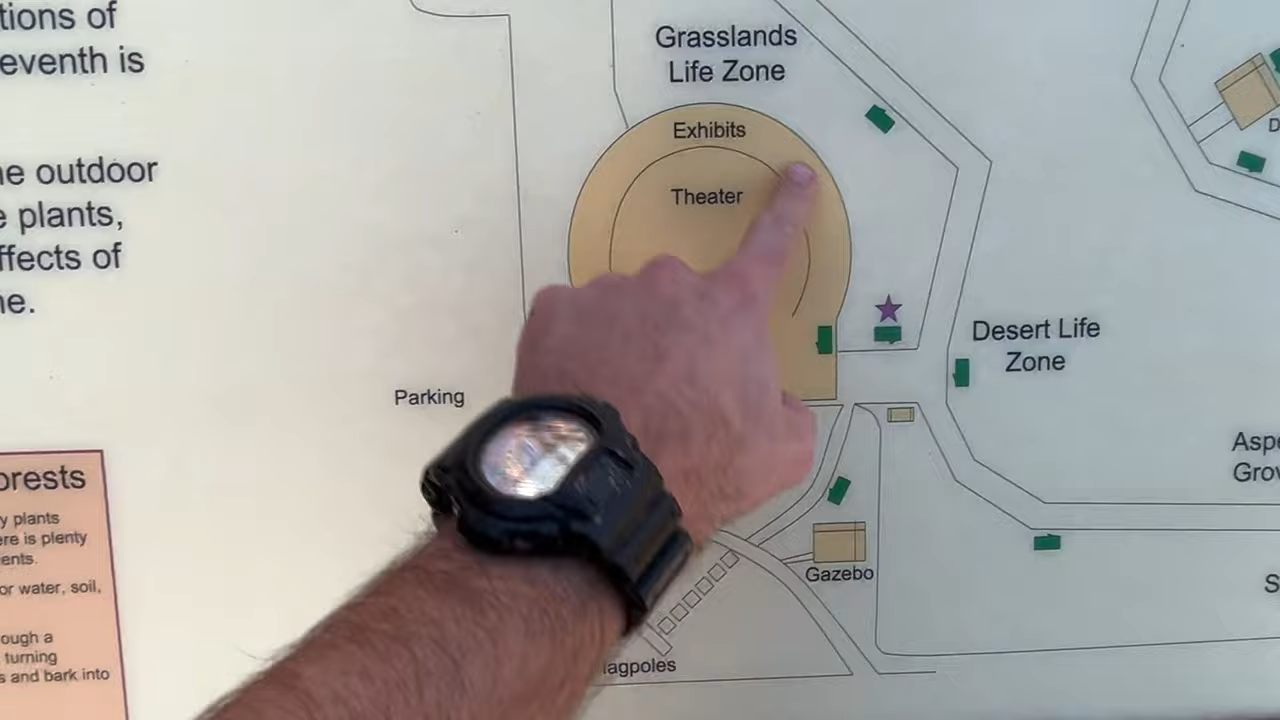 tions of
eventh is
e outdoor
plants,
ffects of
ne.
Grasslands
Life Zone
Exhibits
Theater
Desert Life
Zone
Parking
Gazebo
lagpoles
Aspe
Grov
S
D
orests
y plants
ere is plenty
ents.
or water, soil,
ough a
turning
s and bark into